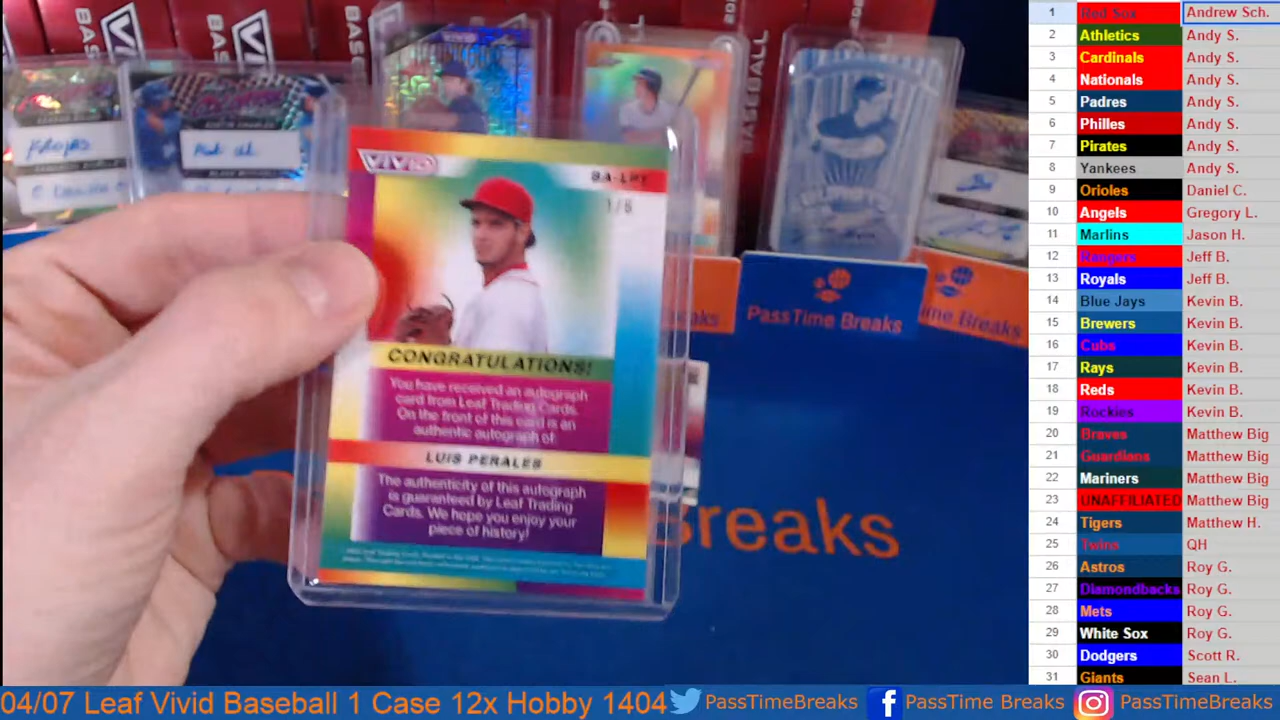 VIVID
BA-LP1
1/5
CONGRATULATIONS!
You have received an autograph
card from Leaf Trading Cards.
On the front of this card is an
authentic autograph of:
LUIS PERALES
The authenticity of this autograph
is guaranteed by Leaf Trading
Cards. We hope you enjoy your
piece of history!
BASEBALL
PassTime Breaks
ime Breaks
Breaks
1 Red Sox Andrew Sch.
2 Athletics Andy S.
3 Cardinals Andy S.
4 Nationals Andy S.
5 Padres Andy S.
6 Philles Andy S.
7 Pirates Andy S.
8 Yankees Andy S.
9 Orioles Daniel C.
10 Angels Gregory L.
11 Marlins Jason H.
12 Rangers Jeff B.
13 Royals Jeff B.
14 Blue Jays Kevin B.
15 Brewers Kevin B.
16 Cubs Kevin B.
17 Rays Kevin B.
18 Reds Kevin B.
19 Rockies Kevin B.
20 Braves Matthew Big
21 Guardians Matthew Big
22 Mariners Matthew Big
23 UNAFFILIATED Matthew Big
24 Tigers Matthew H.
25 Twins QH
26 Astros Roy G.
27 Diamondbacks Roy G.
28 Mets Roy G.
29 White Sox Roy G.
30 Dodgers Scott R.
31 Giants Sean L.
04/07 Leaf Vivid Baseball 1 Case 12x Hobby 1404 PassTimeBreaks PassTime Breaks PassTimeBreaks